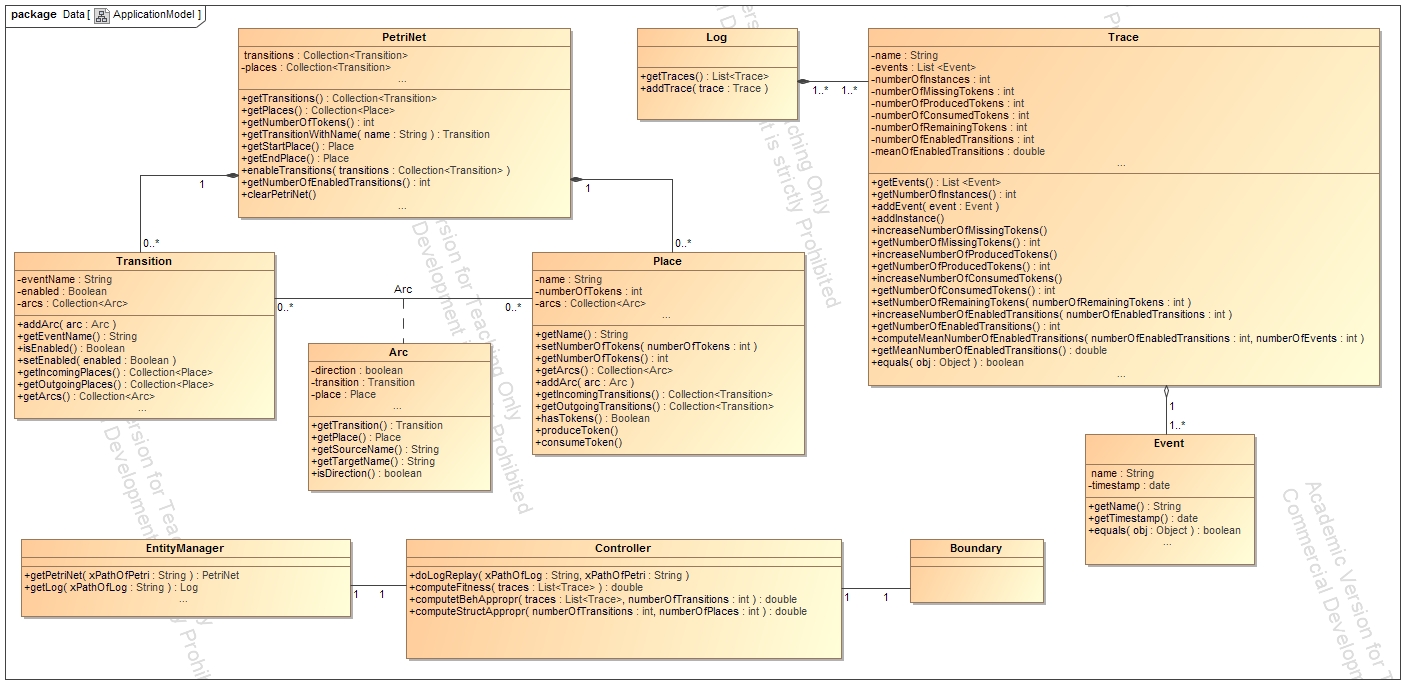 package Data [ ApplicationModel ]
PetriNet
transitions : Collection<Transition>
-places : Collection<Transition>
...
+getTransitions() : Collection<Transition>
+getPlaces() : Collection<Place>
+getNumberOfTokens() : int
+getTransitionWithName( name : String ) : Transition
+getStartPlace() : Place
+getEndPlace() : Place
+enableTransitions( transitions : Collection<Transition> )
+getNumberOfEnabledTransitions() : int
+clearPetriNet()
...
Log
+getTraces() : List<Trace>
+addTrace( trace : Trace )
1..*
1..*
Trace
-name : String
-events : List <Event>
-numberOfInstances : int
-numberOfMissingTokens : int
-numberOfProducedTokens : int
-numberOfConsumedTokens : int
-numberOfRemainingTokens : int
-numberOfEnabledTransitions : int
-meanOfEnabledTransitions : double
...
+getEvents() : List <Event>
+getNumberOfInstances() : int
+addEvent( event : Event )
+addInstance()
+increaseNumberOfMissingTokens()
+getNumberOfMissingTokens() : int
+increaseNumberOfProducedTokens()
+getNumberOfProducedTokens() : int
+increaseNumberOfConsumedTokens()
+getNumberOfConsumedTokens() : int
+setNumberOfRemainingTokens( numberOfRemainingTokens : int )
+increaseNumberOfEnabledTransitions( numberOfEnabledTransitions : int )
+getNumberOfEnabledTransitions() : int
+computeMeanNumberOfEnabledTransitions( numberOfEnabledTransitions : int, numberOfEvents : int )
+getMeanNumberOfEnabledTransitions() : double
+equals( obj : Object ) : boolean
...
1
0..*
1
0..*
Transition
-eventName : String
-enabled : Boolean
-arcs : Collection<Arc>
+addArc( arc : Arc )
+getEventName() : String
+isEnabled() : Boolean
+setEnabled( enabled : Boolean )
+getIncomingPlaces() : Collection<Place>
+getOutgoingPlaces() : Collection<Place>
+getArcs() : Collection<Arc>
...
Arc
0..*
0..*
Arc
-direction : boolean
-transition : Transition
-place : Place
...
+getTransition() : Transition
+getPlace() : Place
+getSourceName() : String
+getTargetName() : String
+isDirection() : boolean
Place
-name : String
-numberOfTokens : int
-arcs : Collection<Arc>
...
+getName() : String
+setNumberOfTokens( numberOfTokens : int )
+getNumberOfTokens() : int
+getArcs() : Collection<Arc>
+addArc( arc : Arc )
+getIncomingTransitions() : Collection<Transition>
+getOutgoingTransitions() : Collection<Transition>
+hasTokens() : Boolean
+produceToken()
+consumeToken()
1
1..*
Event
name : String
-timestamp : date
+getName() : String
+getTimestamp() : date
+equals( obj : Object ) : boolean
...
EntityManager
+getPetriNet( xPathOfPetri : String ) : PetriNet
+getLog( xPathOfLog : String ) : Log
...
1
1
Controller
+doLogReplay( xPathOfLog : String, xPathOfPetri : String )
+computeFitness( traces : List<Trace> ) : double
+computetBehAppropr( traces : List<Trace>, numberOfTransitions : int ) : double
+computeStructAppropr( numberOfTransitions : int, numberOfPlaces : int ) : double
1
1
Boundary
Academic Version for
Commercial Developm